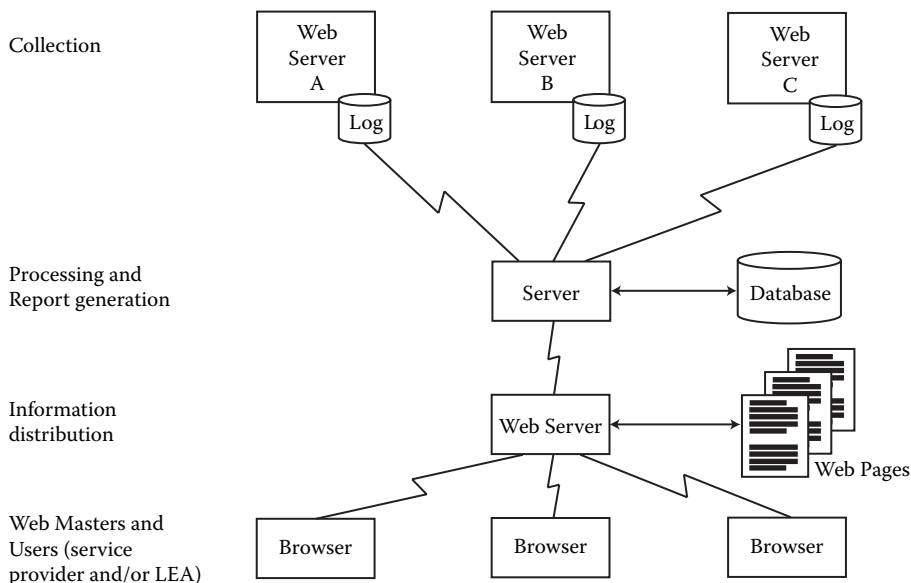 Collection
Web
Server
A
Log
Web
Server
B
Log
Web
Server
C
Log
Processing and
Report generation
Server
Database
Information
distribution
Web Server
Web Pages
Web Masters and
Users (service
provider and/or LEA)
Browser
Browser
Browser